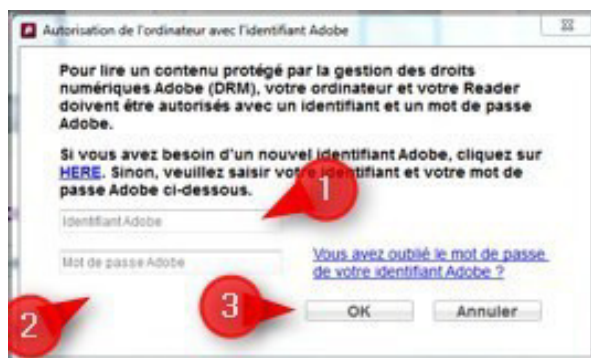 Autorisation de l'ordinateur avec l'identifiant Adobe
Pour lire un contenu protégé par la gestion des droits
numériques Adobe (DRM), votre ordinateur et votre Reader
doivent être autorisés avec un identifiant et un mot de passe
Adobe.
Si vous avez besoin d'un nouvel identifiant Adobe, cliquez sur
HERE. Sinon, veuillez saisir votre identifiant et votre mot de
passe Adobe ci-dessous.
1
Identifiant Adobe
Mot de passe Adobe
Vous avez oublié le mot de passe
de votre identifiant Adobe ?
2
3
OK
Annuler